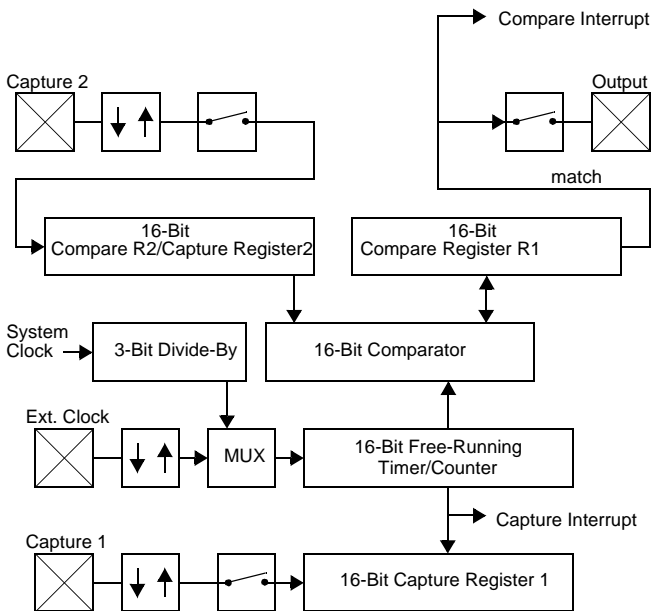 Compare Interrupt
Capture 2
Output
match
16-Bit
Compare R2/Capture Register2
16-Bit
Compare Register R1
System
Clock
3-Bit Divide-By
16-Bit Comparator
Ext. Clock
MUX
16-Bit Free-Running
Timer/Counter
Capture Interrupt
Capture 1
16-Bit Capture Register 1